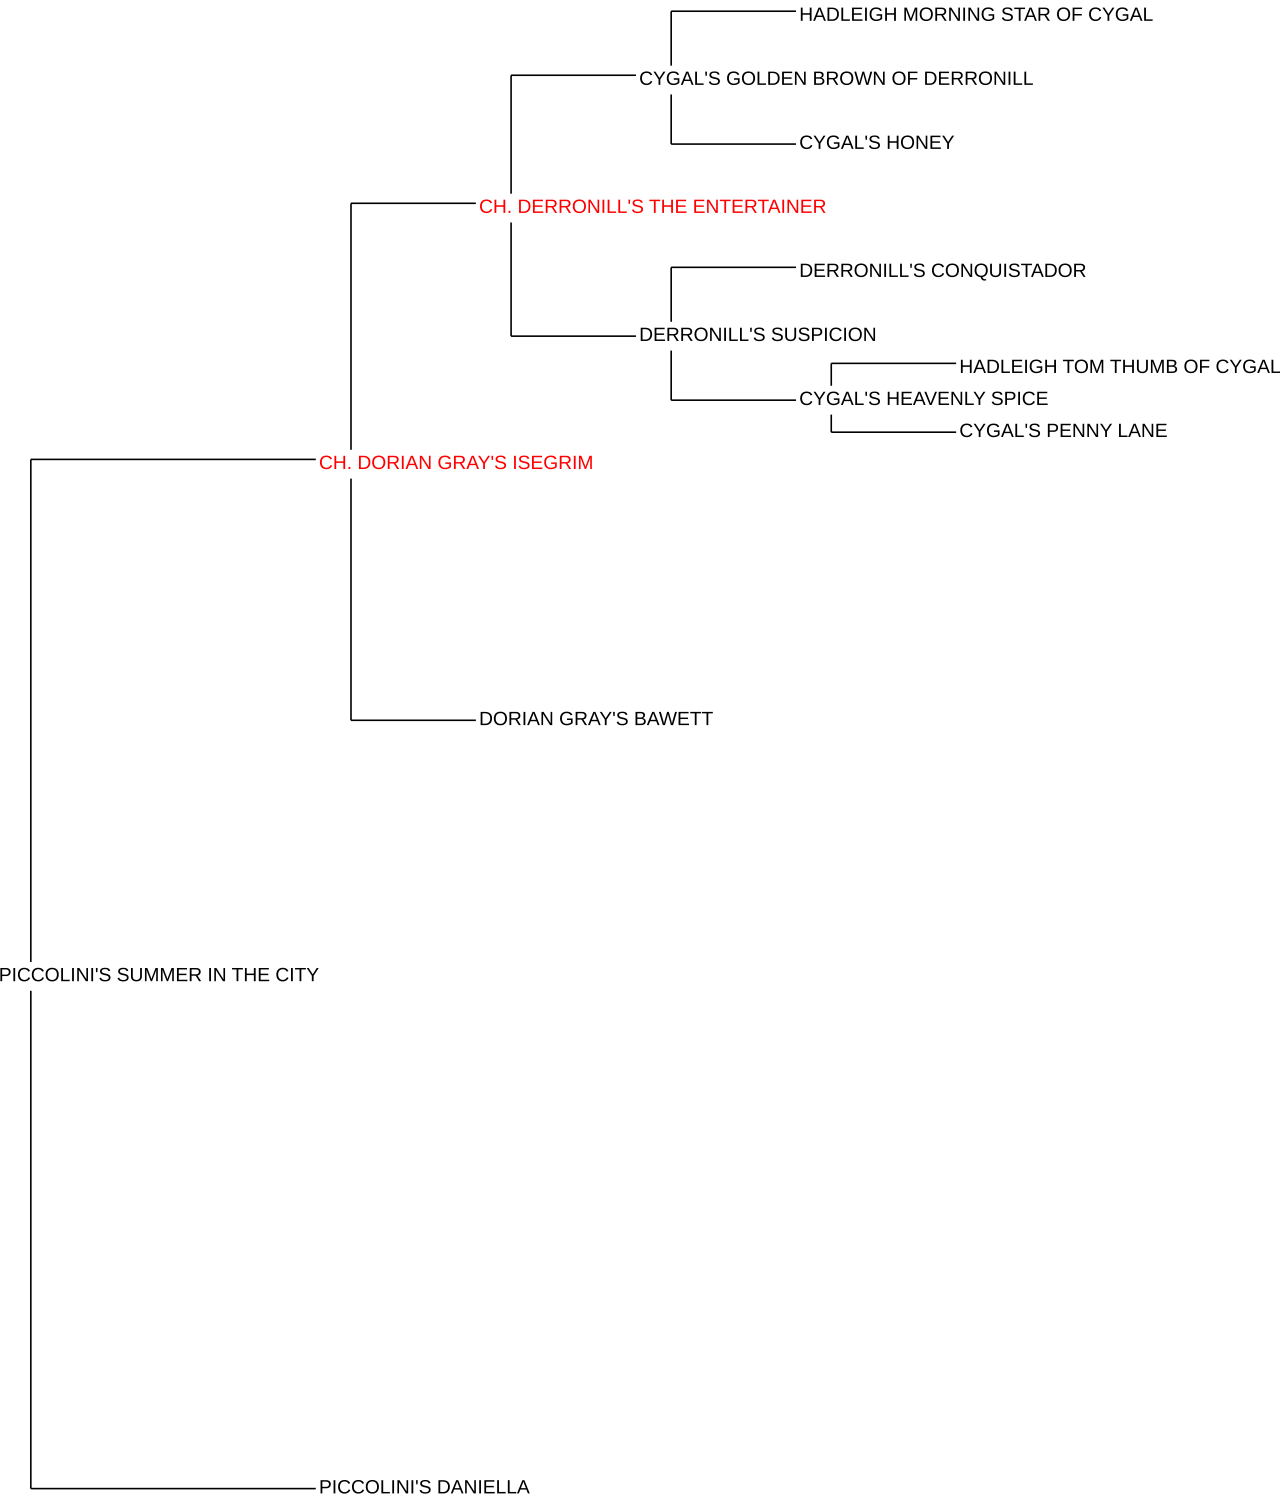 HADLEIGH MORNING STAR OF CYGAL
CYGAL'S GOLDEN BROWN OF DERRONILL
CYGAL'S HONEY
CH. DERRONILL'S THE ENTERTAINER
DERRONILL'S CONQUISTADOR
DERRONILL'S SUSPICION
HADLEIGH TOM THUMB OF CYGAL
CYGAL'S HEAVENLY SPICE
CYGAL'S PENNY LANE
CH. DORIAN GRAY'S ISEGRIM
DORIAN GRAY'S BAWETT
PICCOLINI'S SUMMER IN THE CITY
PICCOLINI'S DANIELLA